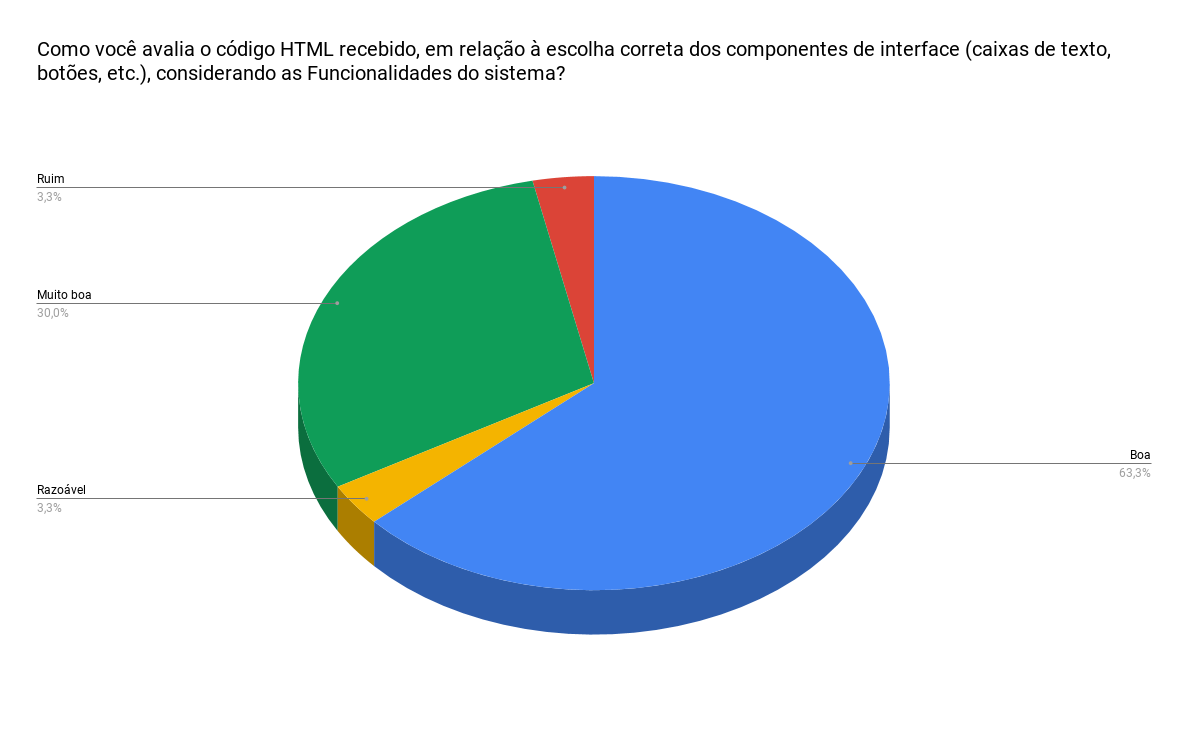 Como você avalia o código HTML recebido, em relação à escolha correta dos componentes de interface (caixas de texto,
botões, etc.), considerando as Funcionalidades do sistema?
Ruim
3,3%
Muito boa
30,0%
Boa
63,3%
Razoável
3,3%